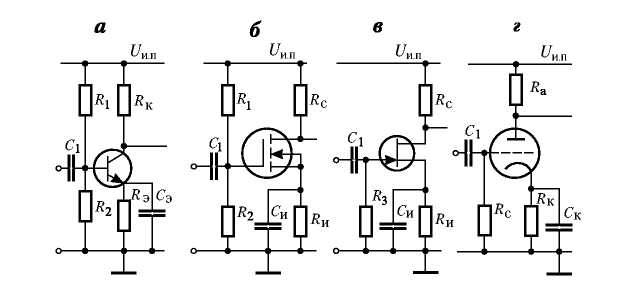 а б в г
Uи.п Uи.п Uи.п Uи.п
R1 Rк R1 Rс Rс Rа
C1 C1 C1 C1
R2 Rэ Cэ R2 Cи Rи R3 Cи Rи Rс Rк Cк